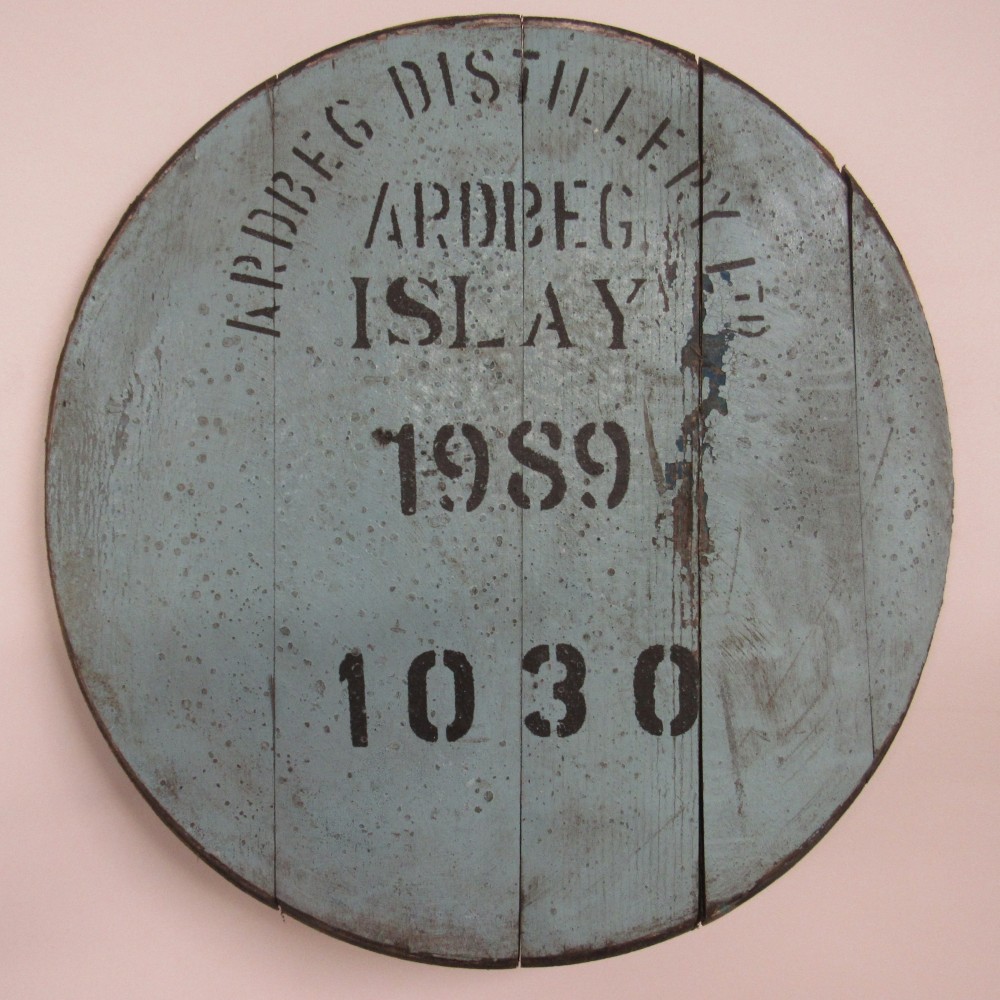 ARDBEG DISTILLERY LTD
ARDBEG
ISLAY
1989
1030